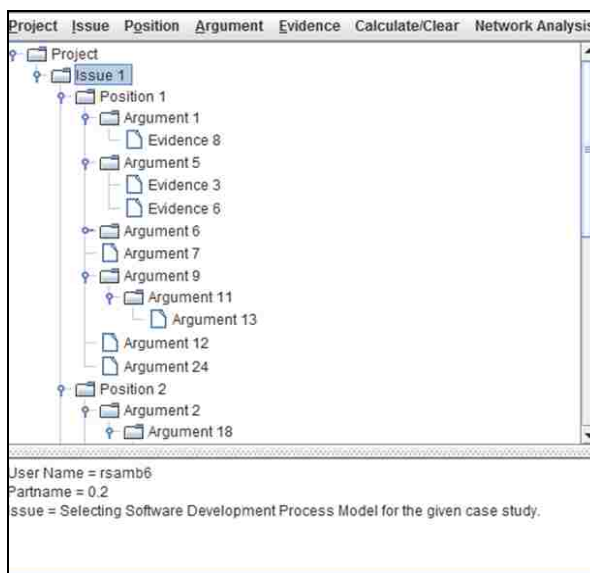 Project Issue Position Argument Evidence Calculate/Clear Network Analysis
Project
Issue 1
Position 1
Argument 1
Evidence 8
Argument 5
Evidence 3
Evidence 6
Argument 6
Argument 7
Argument 9
Argument 11
Argument 13
Argument 12
Argument 24
Position 2
Argument 2
Argument 18
User Name = rsamb6
Partname = 0.2
Issue = Selecting Software Development Process Model for the given case study.